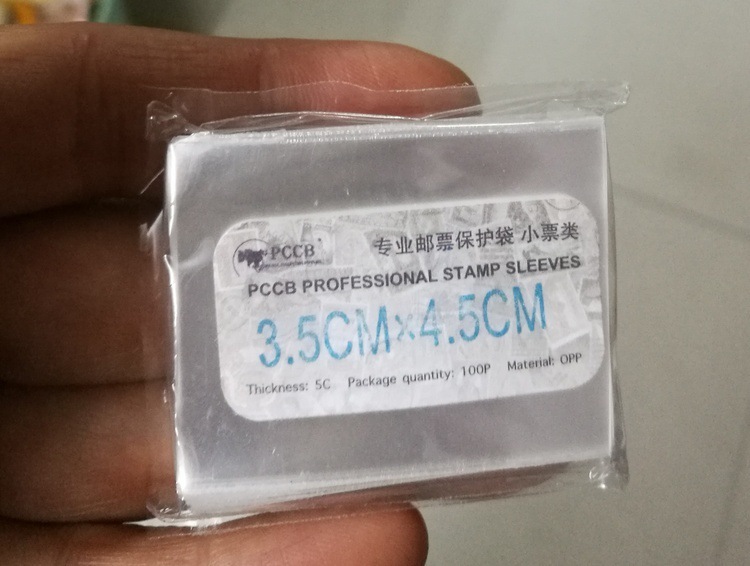 PCCB
专业邮票保护袋 小票类
PCCB PROFESSIONAL STAMP SLEEVES
3.5CM×4.5CM
Thickness: 5C Package quantity: 100P Material: OPP